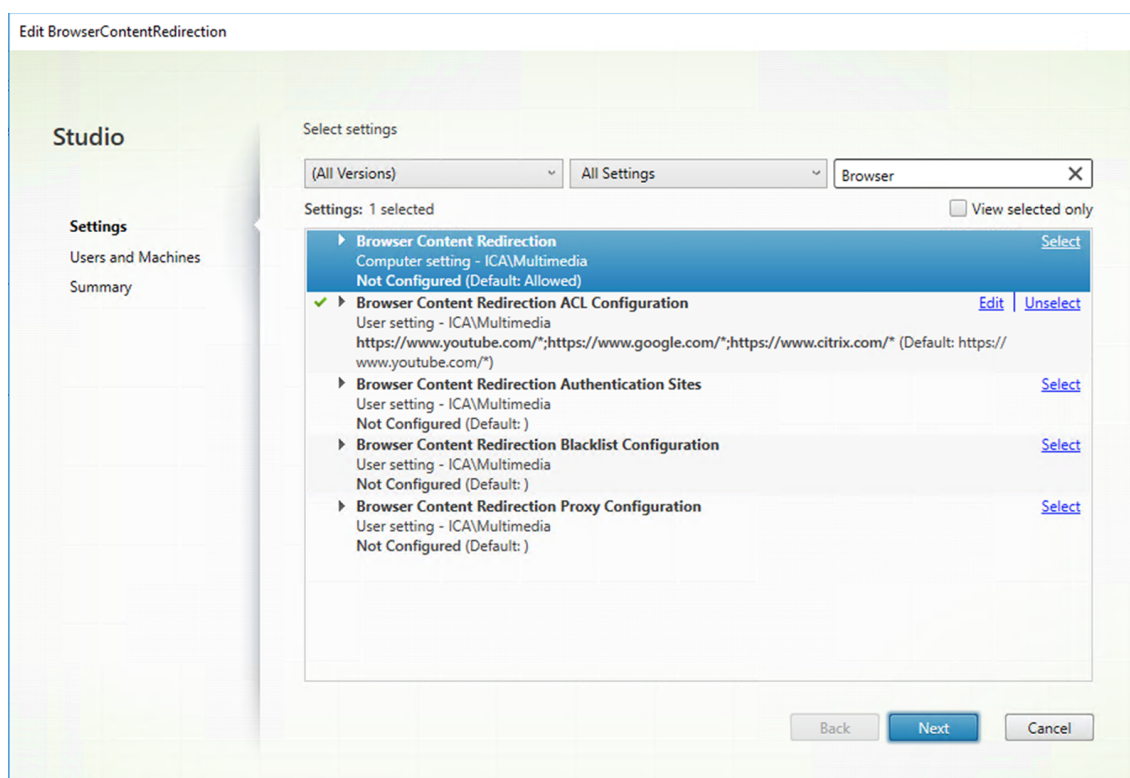 Edit BrowserContentRedirection
Studio
Settings
Users and Machines
Summary
Select settings
(All Versions)
All Settings
Browser
Settings: 1 selected
View selected only
Browser Content Redirection
Select
Computer setting - ICA\Multimedia
Not Configured (Default: Allowed)
Browser Content Redirection ACL Configuration
Edit | Unselect
User setting - ICA\Multimedia
https://www.youtube.com/*;https://www.google.com/*;https://www.citrix.com/* (Default: https://
www.youtube.com/*)
Browser Content Redirection Authentication Sites
Select
User setting - ICA\Multimedia
Not Configured (Default: )
Browser Content Redirection Blacklist Configuration
Select
User setting - ICA\Multimedia
Not Configured (Default: )
Browser Content Redirection Proxy Configuration
Select
User setting - ICA\Multimedia
Not Configured (Default: )
Back
Next
Cancel